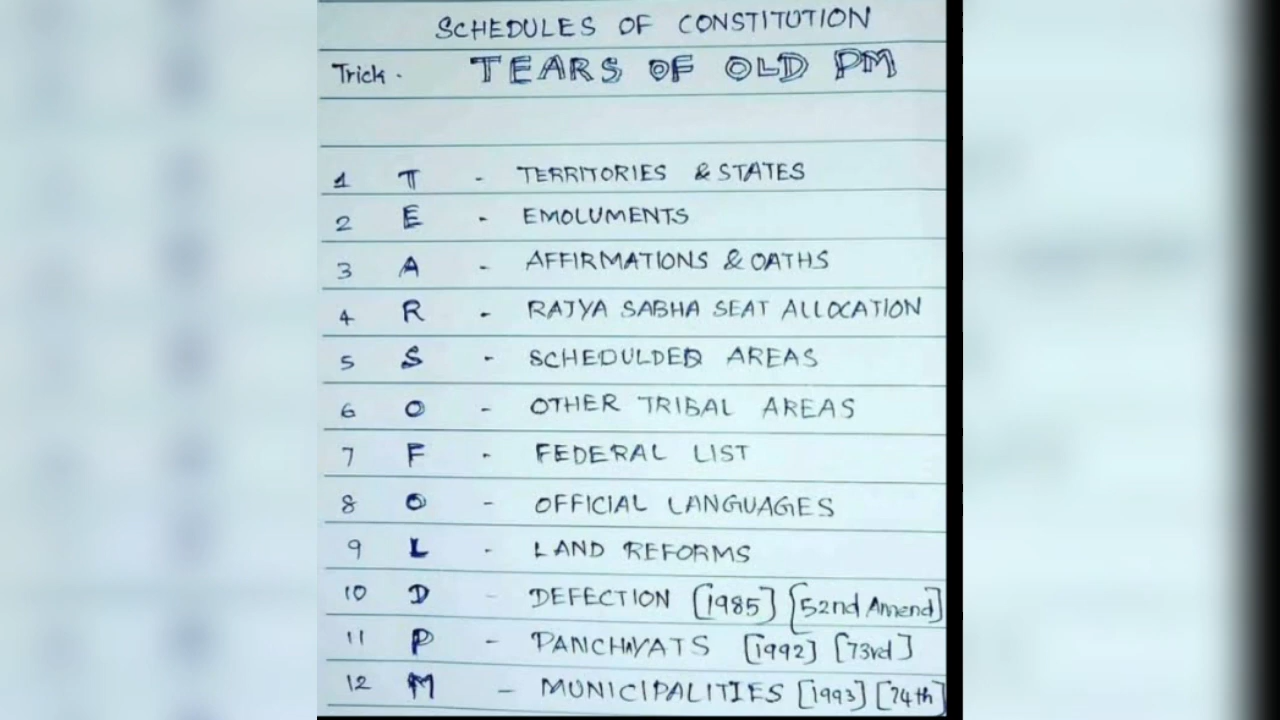 SCHEDULES OF CONSTITUTION
Trick. TEARS OF OLD PM
1 T - TERRITORIES & STATES
2 E - EMOLUMENTS
3 A - AFFIRMATIONS & OATHS
4 R - RAJYA SABHA SEAT ALLOCATION
5 S - SCHEDULDED AREAS
6 O - OTHER TRIBAL AREAS
7 F - FEDERAL LIST
8 O - OFFICIAL LANGUAGES
9 L - LAND REFORMS
10 D - DEFECTION [1985] [52nd Amend]
11 P - PANCHAYATS [1992] [73rd]
12 M - MUNICIPALITIES [1993] [74th]